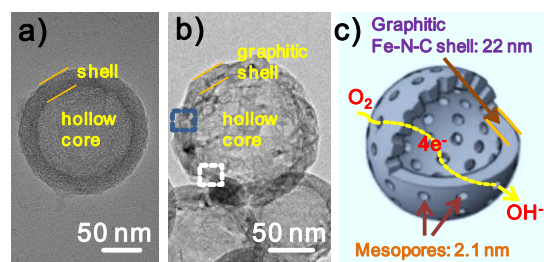 a)
shell
hollow
core
50 nm
b)
graphitic
shell
hollow
core
50 nm
c)
Graphitic
Fe-N-C shell: 22 nm
O₂
4e⁻
OH⁻
Mesopores: 2.1 nm